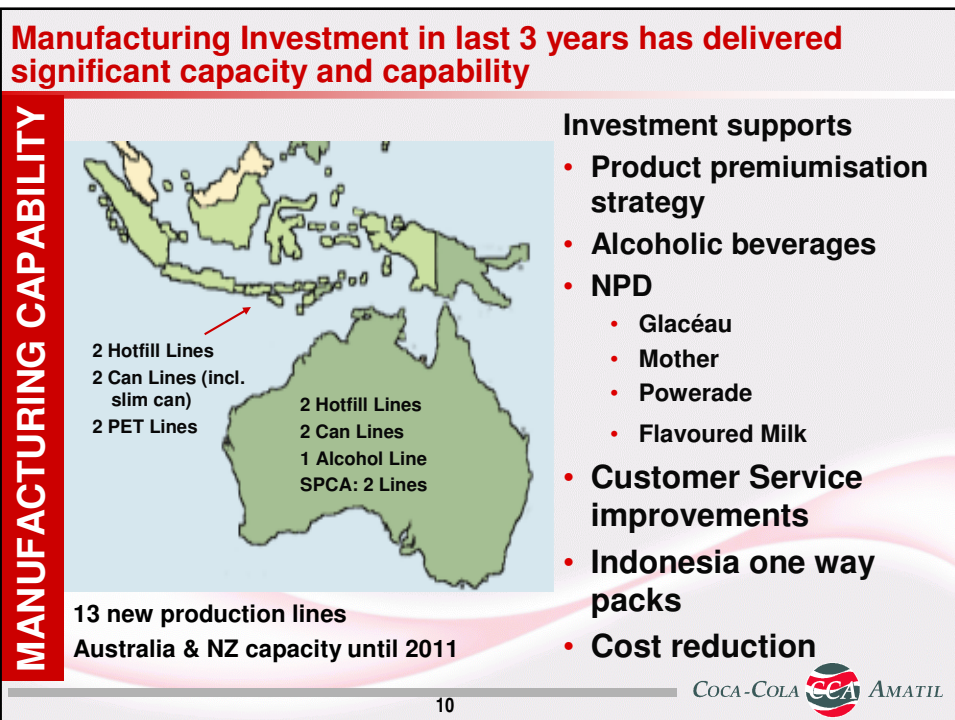 Manufacturing Investment in last 3 years has delivered
significant capacity and capability
MANUFACTURING CAPABILITY
2 Hotfill Lines
2 Can Lines (incl.
slim can)
2 PET Lines
2 Hotfill Lines
2 Can Lines
1 Alcohol Line
SPCA: 2 Lines
13 new production lines
Australia & NZ capacity until 2011
Investment supports
• Product premiumisation
strategy
• Alcoholic beverages
• NPD
• Glacéau
• Mother
• Powerade
• Flavoured Milk
• Customer Service
improvements
• Indonesia one way
packs
• Cost reduction
10
COCA-COLA CCA AMATIL